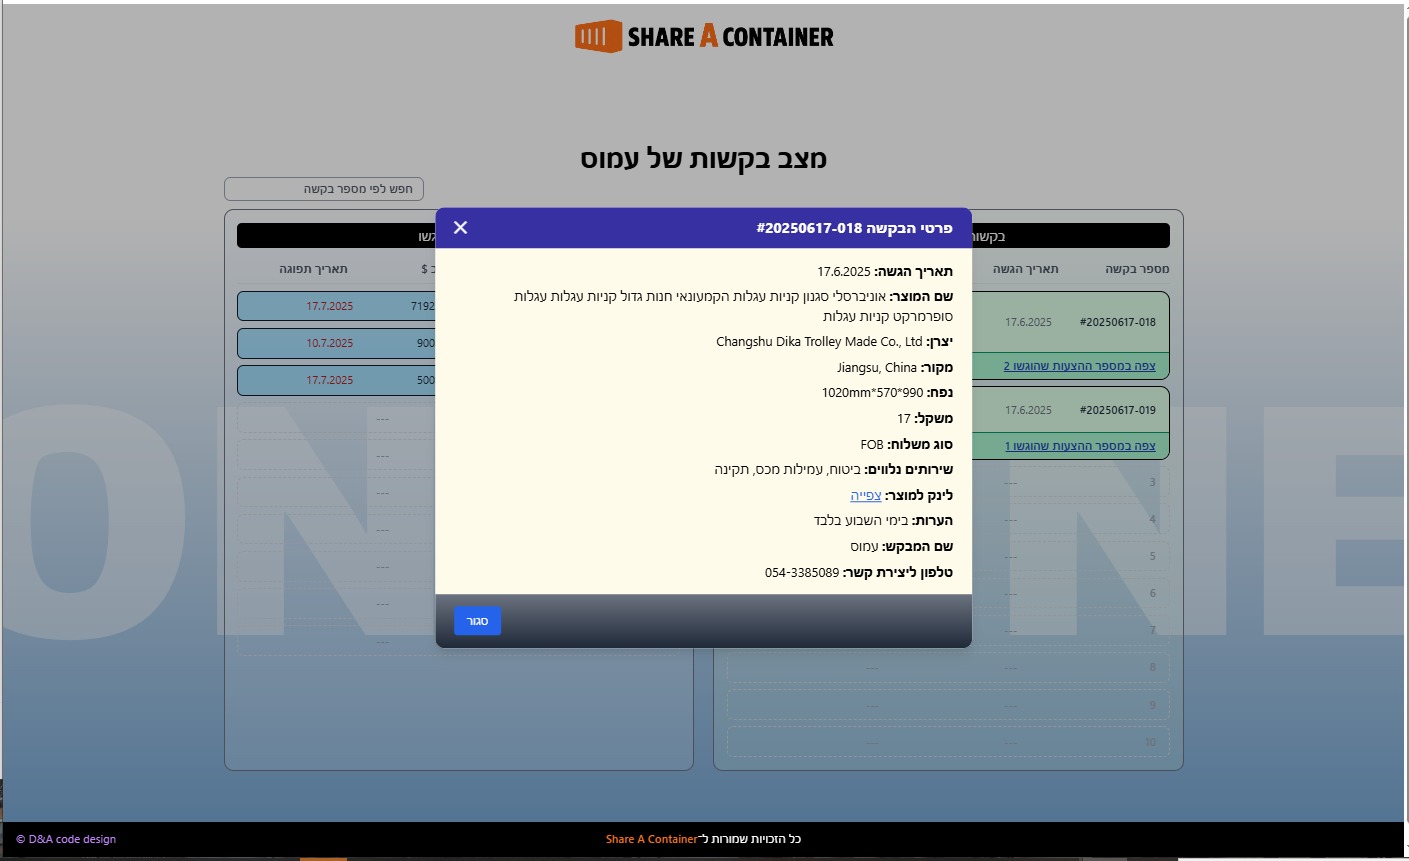 SHARE A CONTAINER
מצב בקשות של עמוס
חפש לפי מספר בקשה
מספר בקשה
תאריך הגשה
#20250617-018
17.6.2025
צפה במספר ההצעות שהוגשו 2
#20250617-019
17.6.2025
צפה במספר ההצעות שהוגשו 1
3 ---
4 ---
5 ---
6 ---
7 ---
8 --- ---
9 --- ---
10 --- ---
פרטי הבקשה #20250617-018
תאריך הגשה: 17.6.2025
שם המוצר: אוניברסלי סגנון קניות עגלות הקמעונאי חנות גדול קניות עגלות עגלות
סופרמרקט קניות עגלות
יצרן: Changshu Dika Trolley Made Co., Ltd
מקור: Jiangsu, China
נפח: 990*570*1020mm
משקל: 17
סוג משלוח: FOB
שירותים נלווים: ביטוח, עמילות מכס, תקינה
לינק למוצר: צפייה
הערות: בימי השבוע בלבד
שם המבקש: עמוס
טלפון ליצירת קשר: 054-3385089
סגור
$ תאריך תפוגה
7192 17.7.2025
900 10.7.2025
500 17.7.2025
---
---
---
---
---
---
---
כל הזכויות שמורות ל־Share A Container
© D&A code design